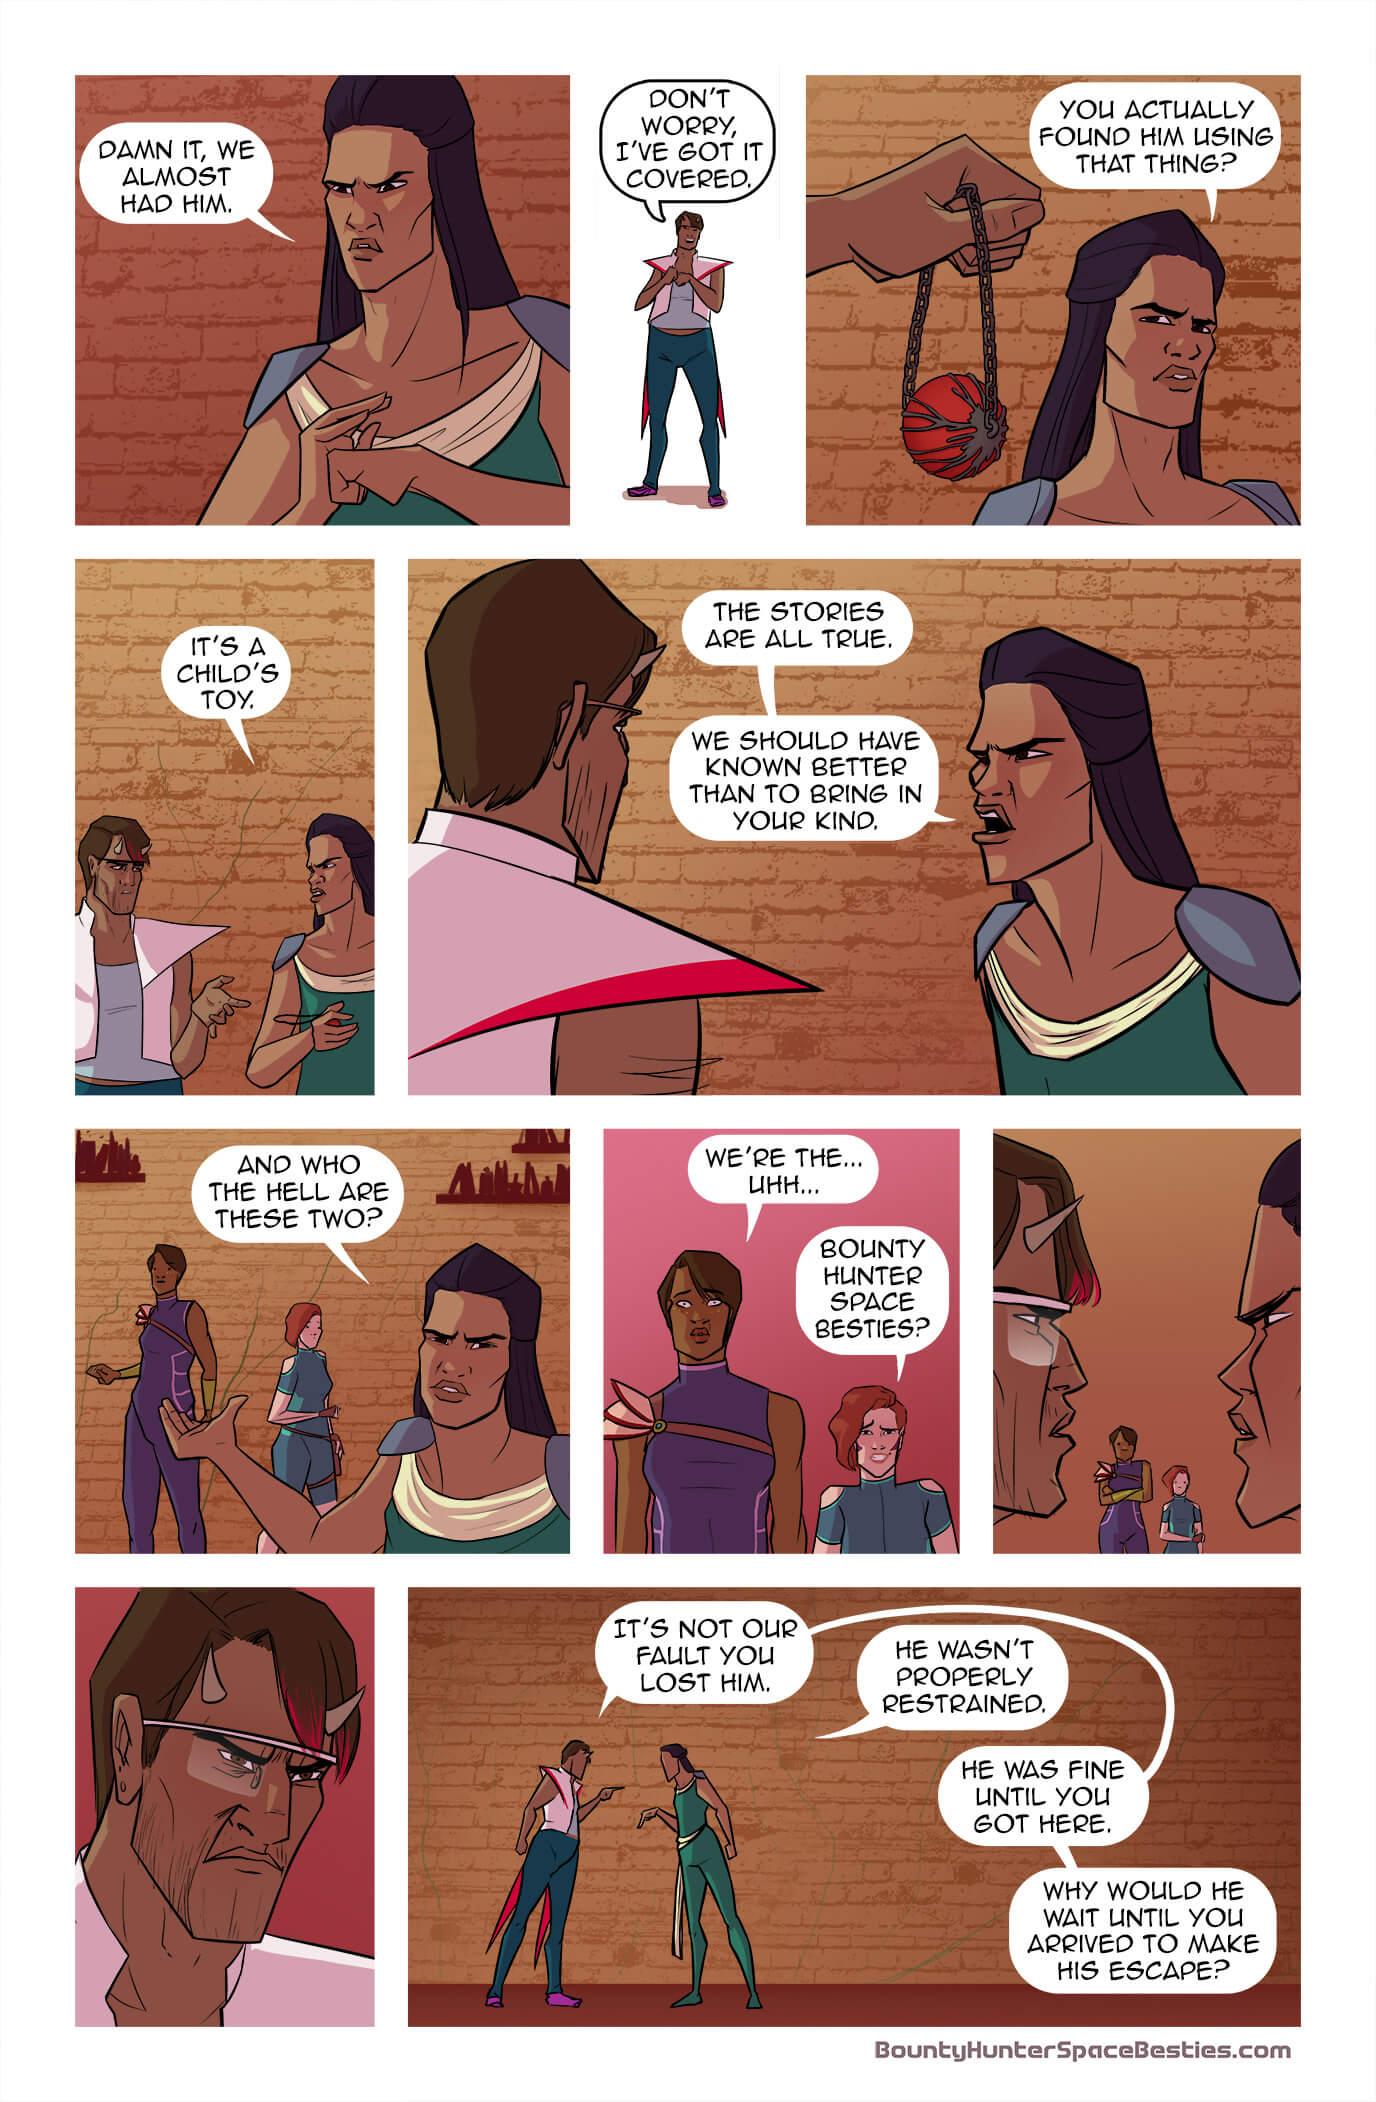 DAMN IT, WE
ALMOST
HAD HIM.
DON'T
WORRY,
I'VE GOT IT
COVERED.
YOU ACTUALLY
FOUND HIM USING
THAT THING?
IT'S A
CHILD'S
TOY.
THE STORIES
ARE ALL TRUE.
WE SHOULD HAVE
KNOWN BETTER
THAN TO BRING IN
YOUR KIND.
AND WHO
THE HELL ARE
THESE TWO?
WE'RE THE...
UHH...
BOUNTY
HUNTER
SPACE
BESTIES?
IT'S NOT OUR
FAULT YOU
LOST HIM.
HE WASN'T
PROPERLY
RESTRAINED.
HE WAS FINE
UNTIL YOU
GOT HERE.
WHY WOULD HE
WAIT UNTIL YOU
ARRIVED TO MAKE
HIS ESCAPE?
BountyHunterSpaceBesties.com